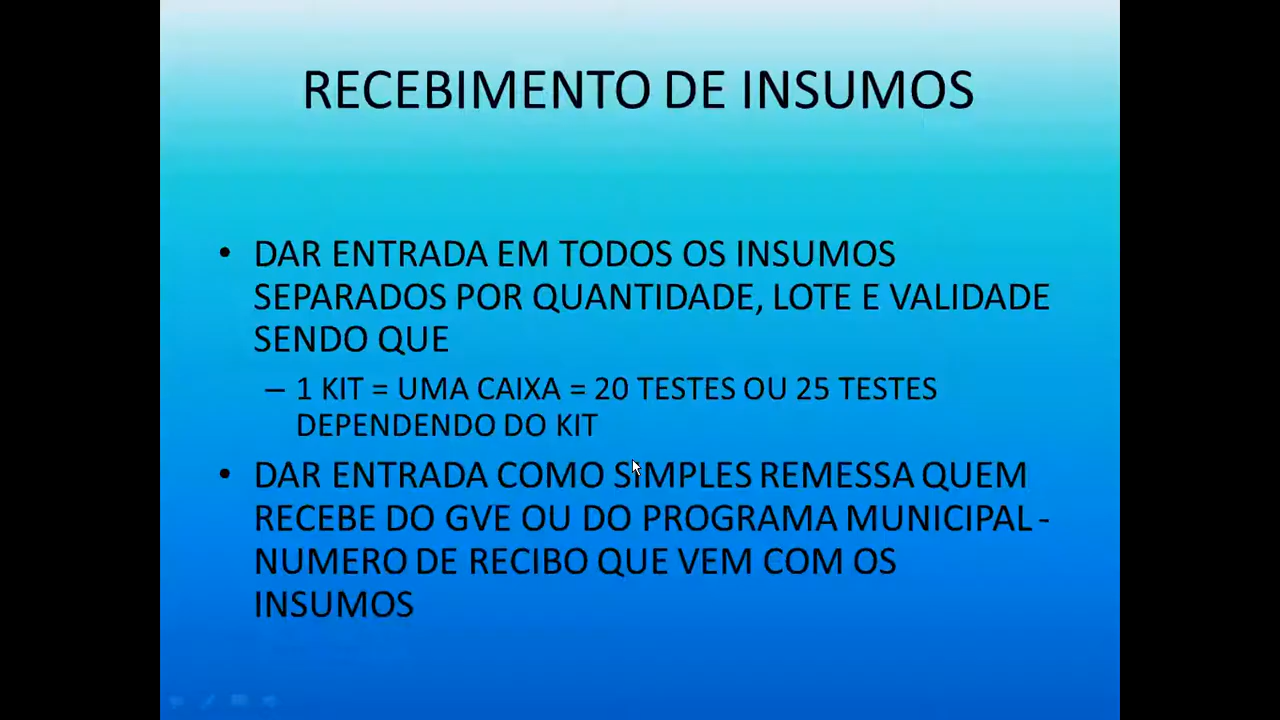 RECEBIMENTO DE INSUMOS
• DAR ENTRADA EM TODOS OS INSUMOS
SEPARADOS POR QUANTIDADE, LOTE E VALIDADE
SENDO QUE
– 1 KIT = UMA CAIXA = 20 TESTES OU 25 TESTES
DEPENDENDO DO KIT
• DAR ENTRADA COMO SIMPLES REMESSA QUEM
RECEBE DO GVE OU DO PROGRAMA MUNICIPAL -
NUMERO DE RECIBO QUE VEM COM OS
INSUMOS